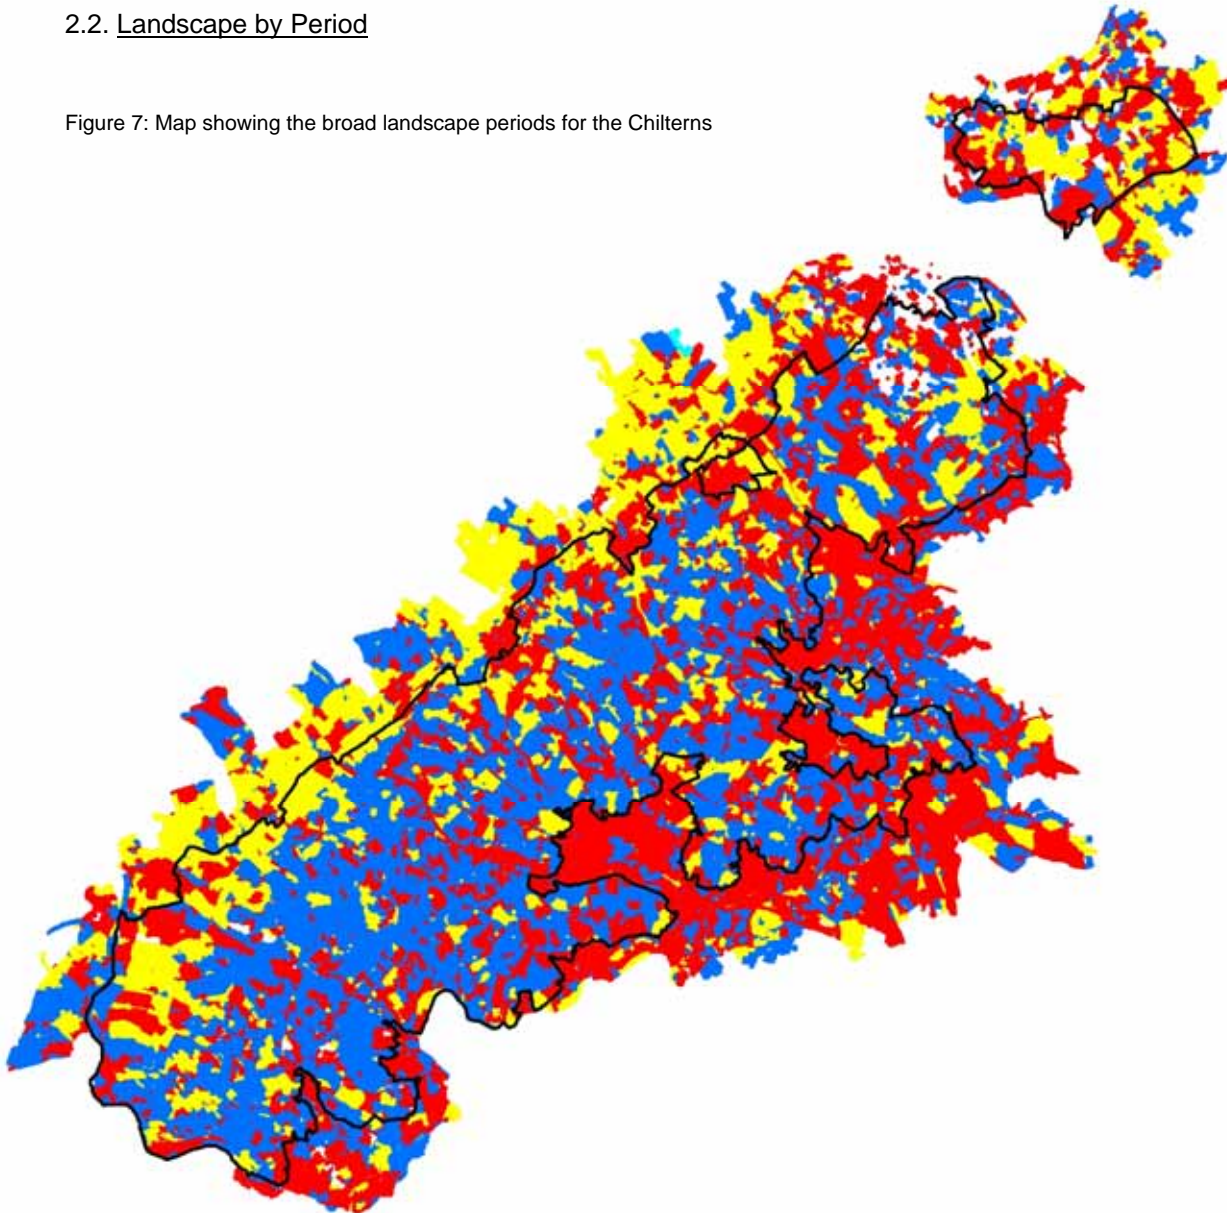 2.2. Landscape by Period
Figure 7: Map showing the broad landscape periods for the Chilterns